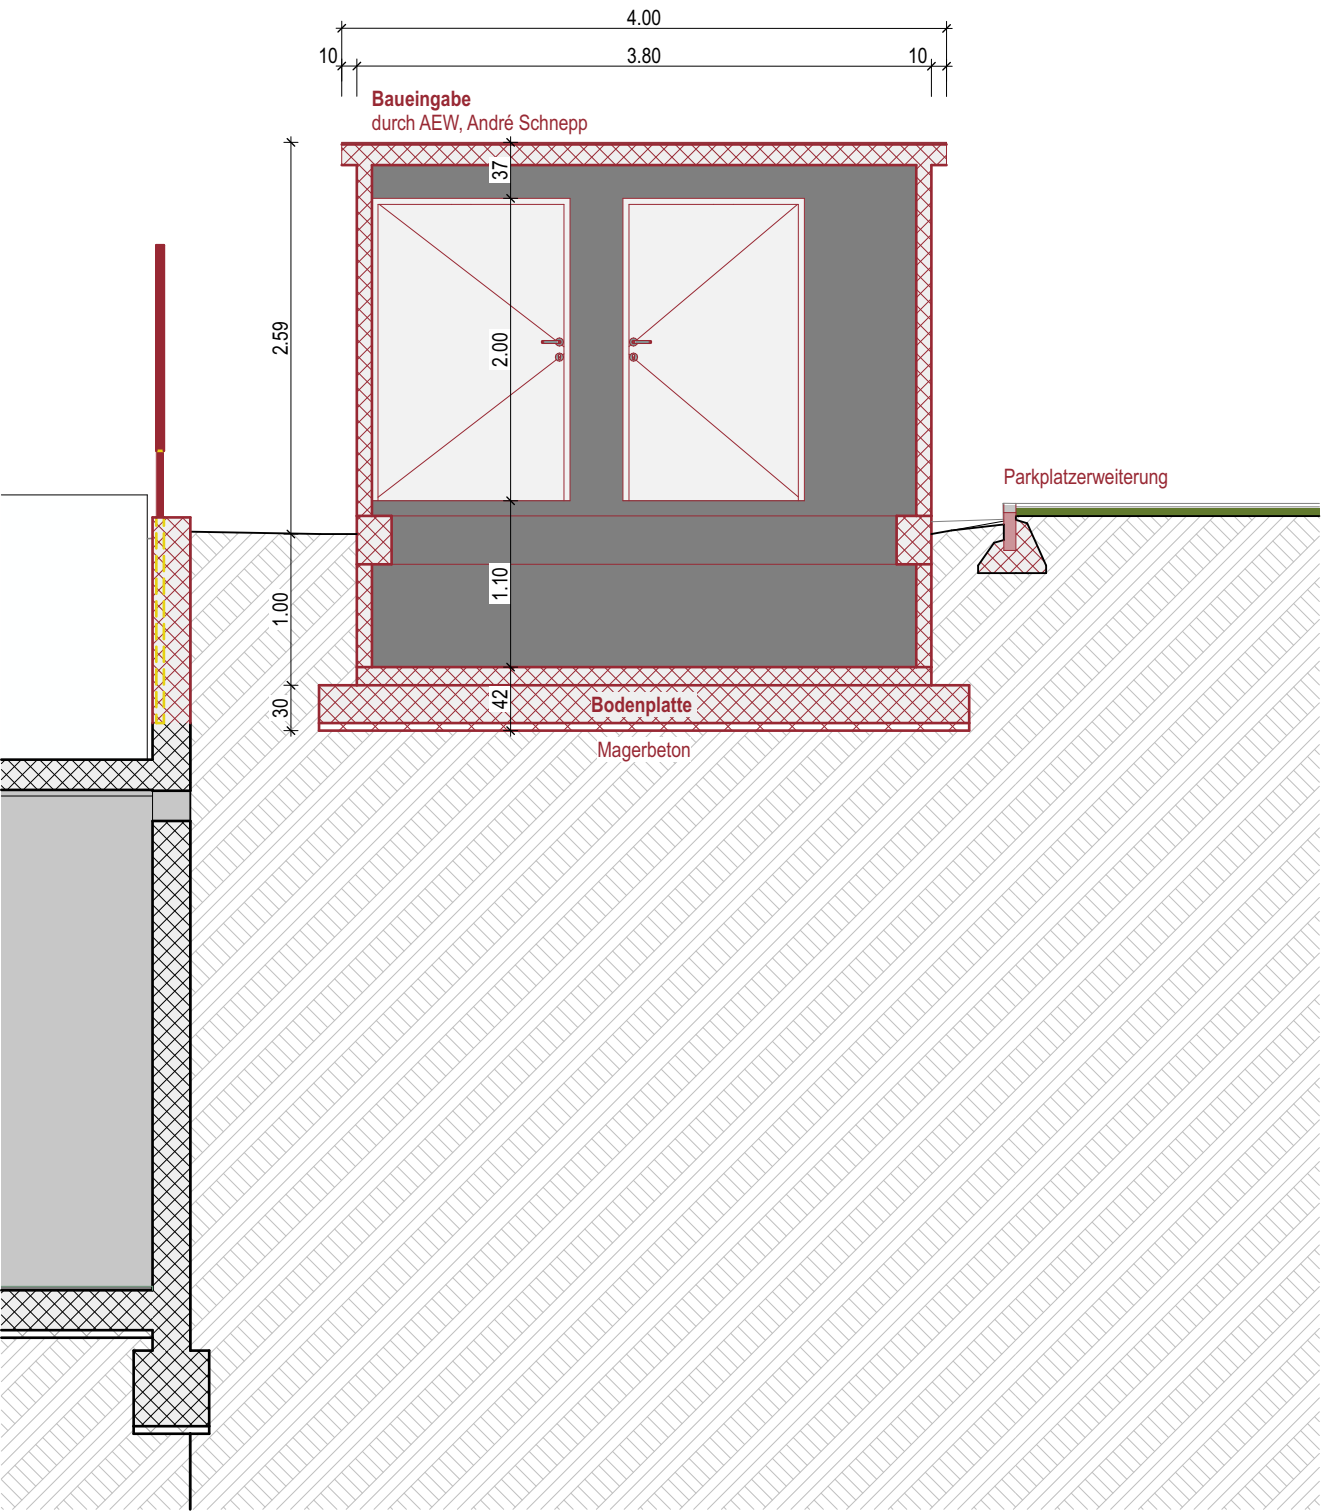 4.00
10 3.80 10
Baueingabe
durch AEW, André Schnepp
37
2.59
2.00
Parkplatzerweiterung
1.10
1.00
30
42
Bodenplatte
Magerbeton